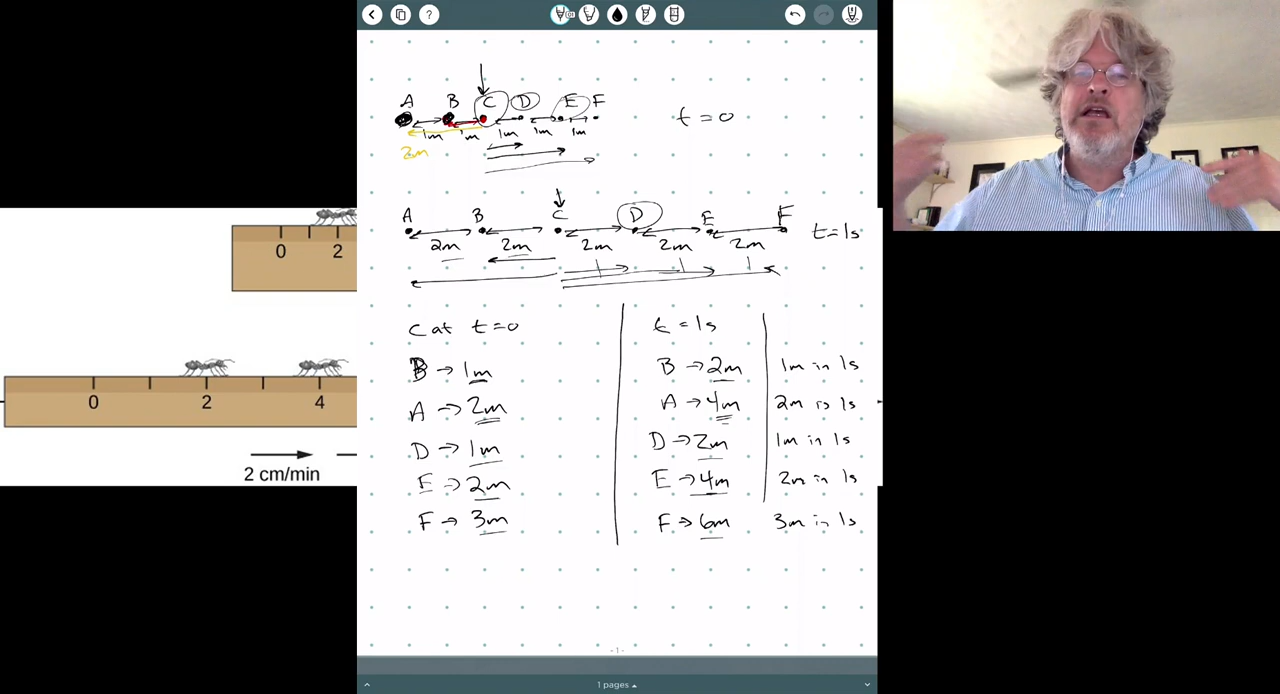 ?
A B C D E F
t = 0
1m 1m 1m 1m 1m
2m
A B C D E F
t = 1s
2m 2m 2m 2m 2m
0 2
C at t = 0
t = 1s
B → 1m
B → 2m
1m in 1s
A → 2m
A → 4m
2m in 1s
0 2 4
D → 1m
D → 2m
1m in 1s
2 cm/min
E → 2m
E → 4m
2m in 1s
F → 3m
F → 6m
3m in 1s
- 1 -
1 pages